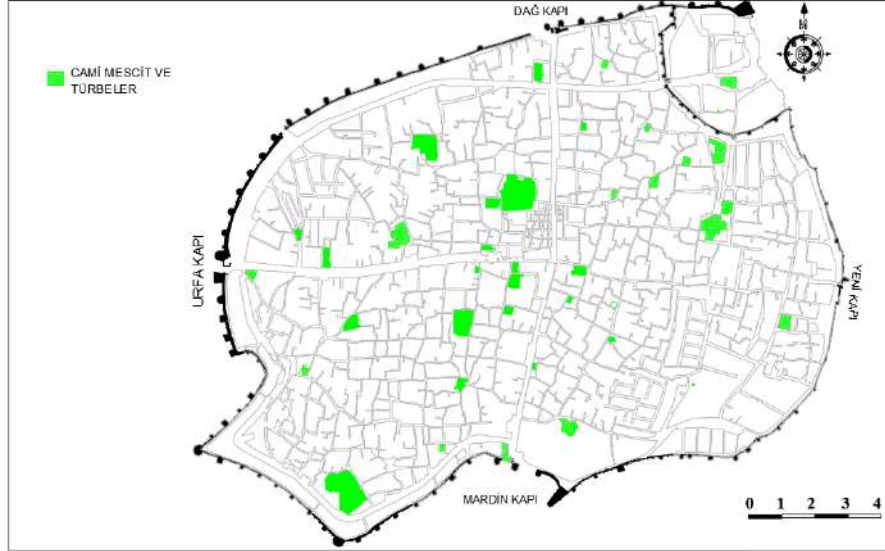 DAĞ KAPI
N
CAMİ MESCİT VE
TÜRBELER
URFA KAPI
YENİ KAPI
MARDİN KAPI
0 1 2 3 4